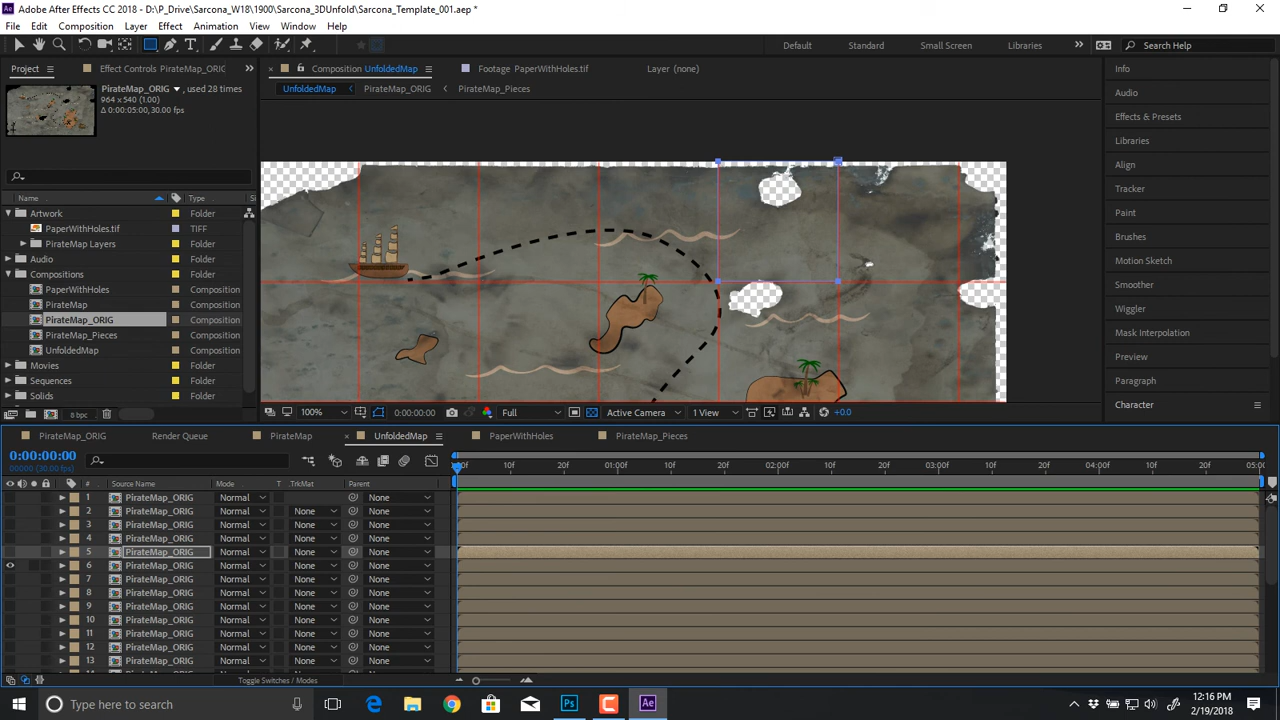 Adobe After Effects CC 2018 - D:\P_Drive\Sarcona_W18\1900\Sarcona_3DUnfold\Sarcona_Template_001.aep *
File Edit Composition Layer Effect Animation View Window Help
Default Standard Small Screen Libraries Search Help
Project Effect Controls PirateMap_ORIG
PirateMap_ORIG , used 28 times
964 x 540 (1.00)
Δ 0:00:05:00, 30.00 fps
Composition UnfoldedMap Footage PaperWithHoles.tif Layer (none)
UnfoldedMap PirateMap_ORIG PirateMap_Pieces
Name Type Si
Artwork Folder
PaperWithHoles.tif TIFF
PirateMap Layers Folder
Audio Folder
Compositions Folder
PaperWithHoles Composition
PirateMap Composition
PirateMap_ORIG Composition
PirateMap_Pieces Composition
UnfoldedMap Composition
Movies Folder
Sequences Folder
Solids Folder
8 bpc
Info
Audio
Effects & Presets
Libraries
Align
Tracker
Paint
Brushes
Motion Sketch
Smoother
Wiggler
Mask Interpolation
Preview
Paragraph
Character
100% 0:00:00:00 Full Active Camera 1 View +0.0
PirateMap_ORIG Render Queue PirateMap UnfoldedMap PaperWithHoles PirateMap_Pieces
0:00:00:00
00000 (30.00 fps)
10f 20f 01:00f 10f 20f 02:00f 10f 20f 03:00f 10f 20f 04:00f 10f 20f 05:00
# Source Name Mode T .TrkMat Parent
1 PirateMap_ORIG Normal None
2 PirateMap_ORIG Normal None None
3 PirateMap_ORIG Normal None None
4 PirateMap_ORIG Normal None None
5 PirateMap_ORIG Normal None None
6 PirateMap_ORIG Normal None None
7 PirateMap_ORIG Normal None None
8 PirateMap_ORIG Normal None None
9 PirateMap_ORIG Normal None None
10 PirateMap_ORIG Normal None None
11 PirateMap_ORIG Normal None None
12 PirateMap_ORIG Normal None None
13 PirateMap_ORIG Normal None None
Toggle Switches / Modes
Type here to search
12:16 PM
2/19/2018